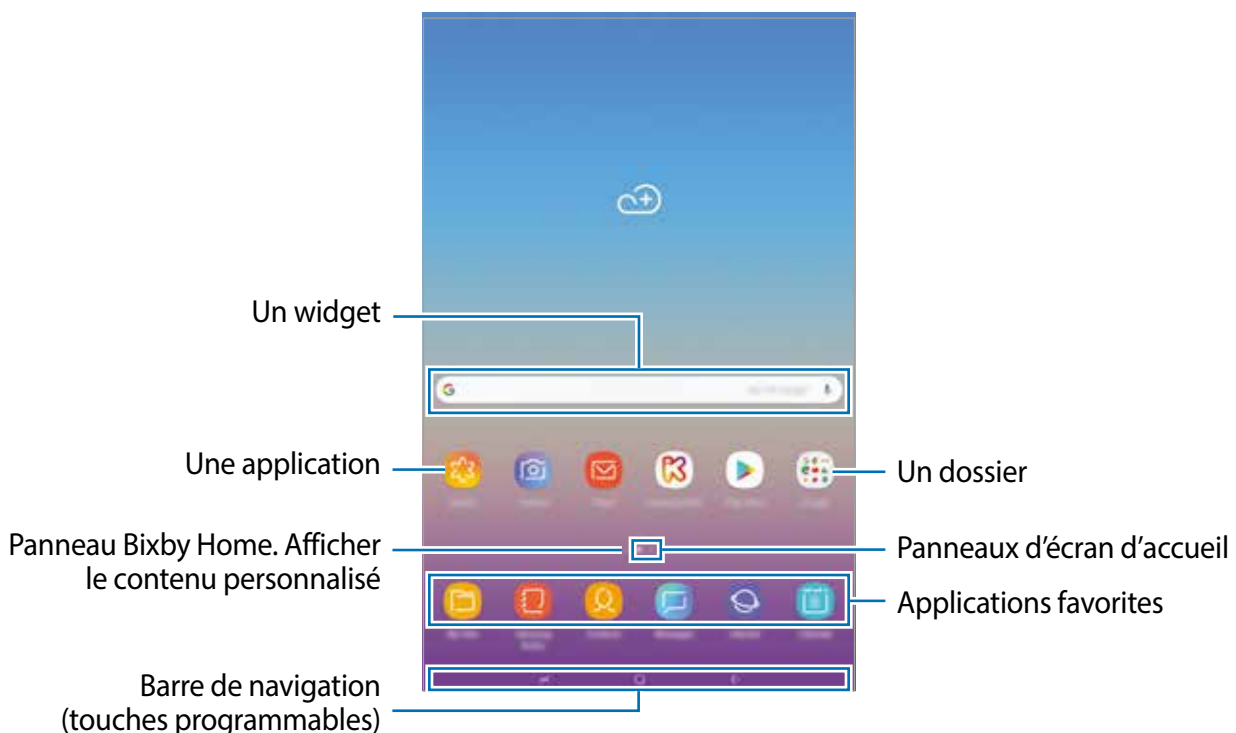 Un widget
Une application
Un dossier
Panneau Bixby Home. Afficher
le contenu personnalisé
Panneaux d'écran d'accueil
Applications favorites
Barre de navigation
(touches programmables)